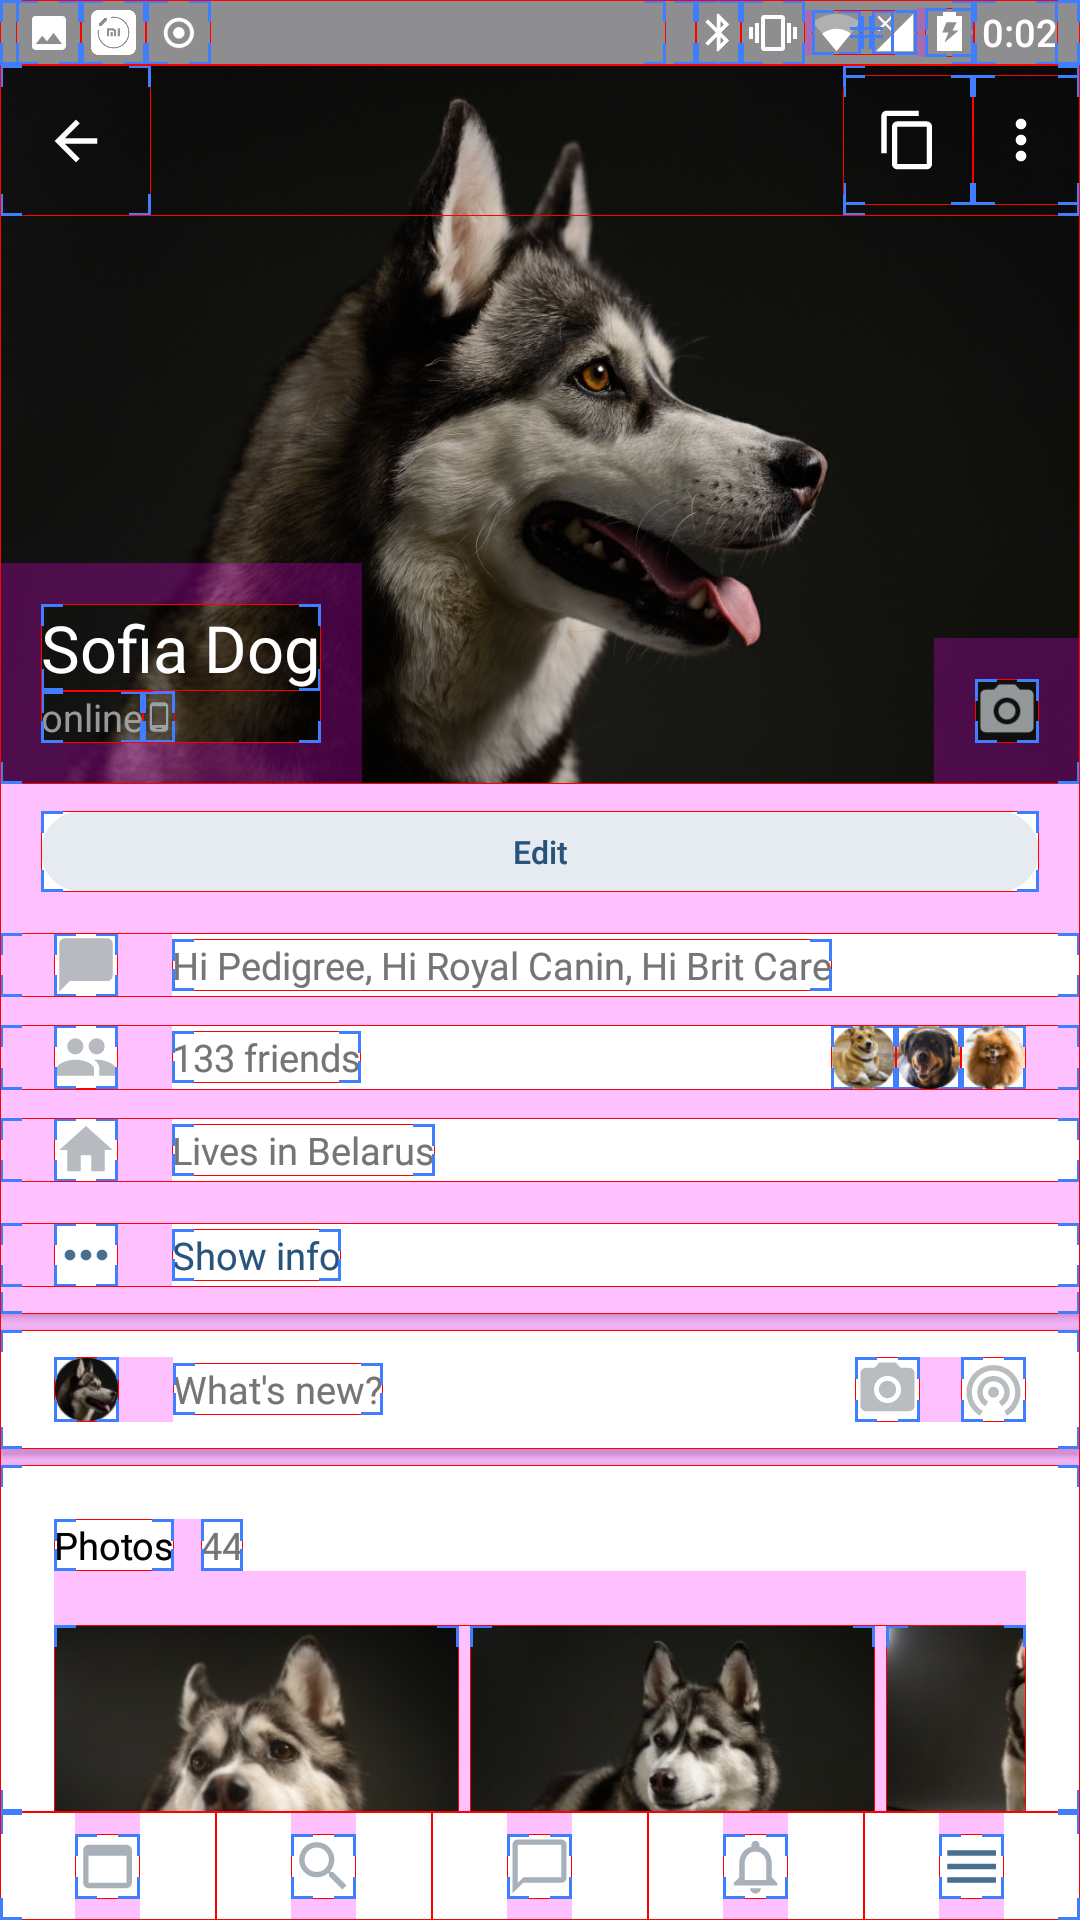 mi
0:02
Sofia Dog
online
Edit
Hi Pedigree, Hi Royal Canin, Hi Brit Care
133 friends
Lives in Belarus
Show info
What's new?
Photos 44